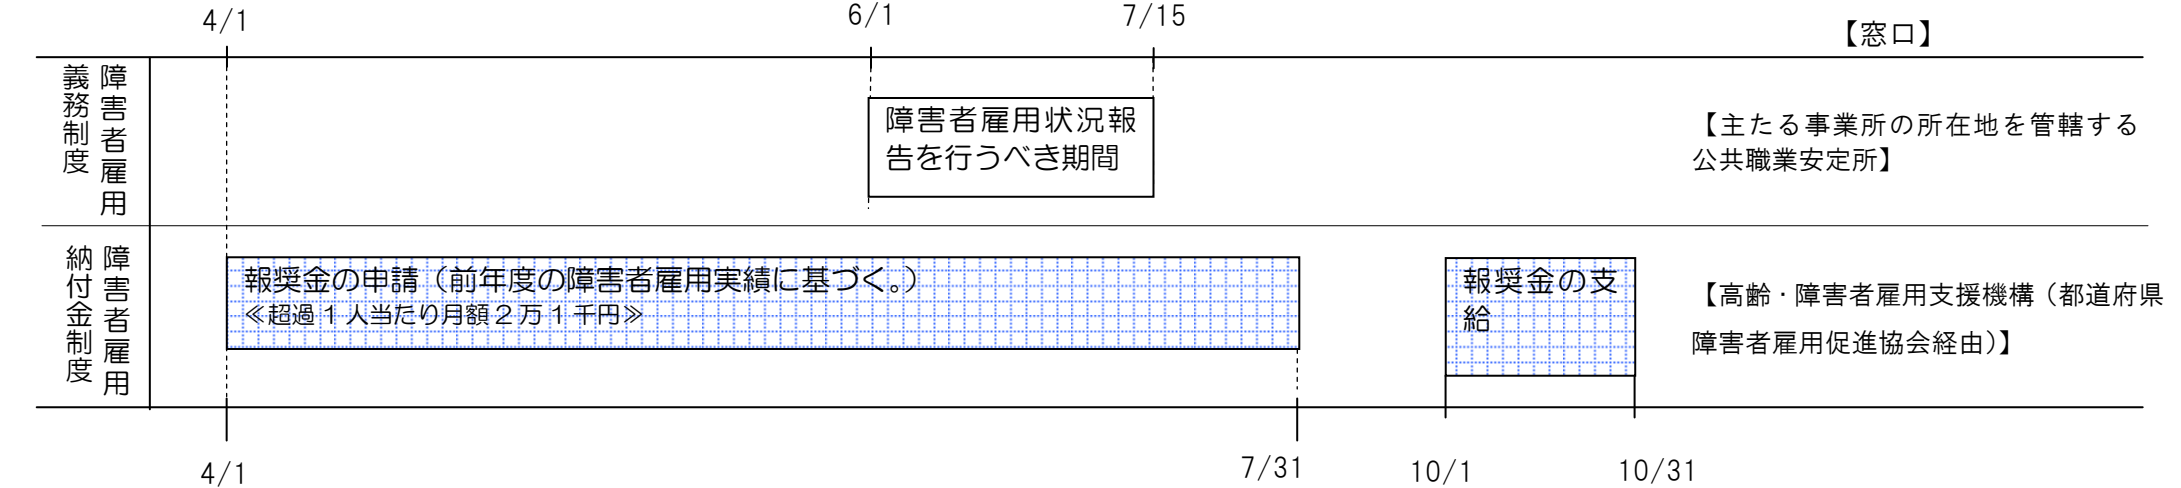 4/1
6/1
7/15
【窓口】
障害者雇用
義務制度
障害者雇用状況報
告を行うべき期間
【主たる事業所の所在地を管轄する
公共職業安定所】
障害者雇用
納付金制度
報奨金の申請（前年度の障害者雇用実績に基づく。）
≪超過１人当たり月額２万１千円≫
報奨金の支
給
【高齢・障害者雇用支援機構（都道府県
障害者雇用促進協会経由）】
4/1
7/31
10/1
10/31